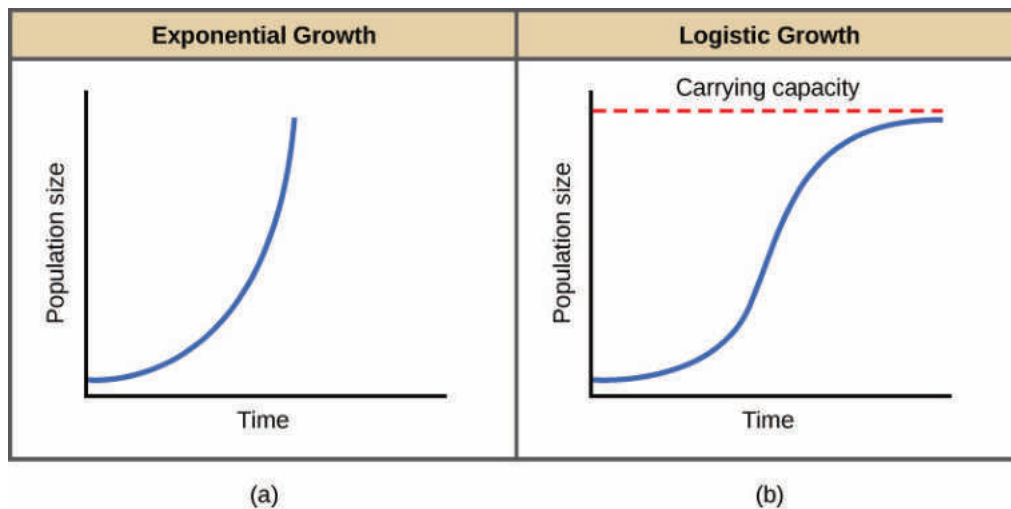 Exponential Growth
Population size
Time
(a)
Logistic Growth
Carrying capacity
Population size
Time
(b)